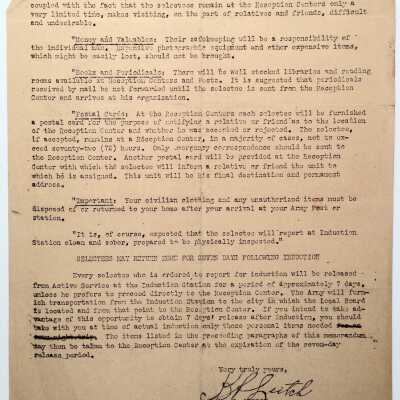 coupled with the fact that the selectees remain at the Reception Centers only a
very limited time, makes visiting, on the part of relatives and friends, difficult
and undesirable.
"Money and Valuables: Their safekeeping will be a responsibility of
the individual man. Expensive photographic equipment and other expensive items,
which might be easily lost, should not be brought.
"Books and Periodicals: There will be well stocked libraries and reading
rooms available at Reception Centers and Posts. It is suggested that periodicals
received by mail be not forwarded until the selectee is sent from the Reception
Center and arrives at his organization.
"Postal Cards: At the Reception Centers each selectee will be furnished
a postal card for the purpose of notifying a relative or friend as to the location
of the Reception Center and whether he was accepted or rejected. The selectee,
if accepted, remains at a Reception Center, in a majority of cases, not to ex-
ceed seventy-two (72) hours. Only emergency correspondence should be sent to
the Reception Center. Another postal card will be provided at the Reception
Center with which the selectee will inform a relative or friend the unit to
which he is assigned. This unit will be his final destination and permanent
address.
"Important: Your civilian clothing and any unauthorized items must be
disposed of or returned to your home after your arrival at your Army Post or
station.
"It is, of course, expected that the selectee will report at Induction
Station clean and sober, prepared to be physically inspected."
SELECTEES MAY RETURN HOME FOR SEVEN DAYS FOLLOWING INDUCTION
Every selectee who is ordered to report for induction will be released
from Active Service at the Induction Station for a period of approximately 7 days,
unless he prefers to proceed directly to the Reception Center. The Army will fur-
nish transportation from the Induction Station to the city in which the Local Board
is located and from that point to the Reception Center. If you intend to take ad-
vantage of this opportunity to obtain 7 days' release after induction, you should
take with you at time of actual induction only those personal items needed for an
trip. The items listed in the preceding paragraphs of this memorandum
may then be taken to the Reception Center at the expiration of the seven-day
release period.
Very truly yours,
Leitch